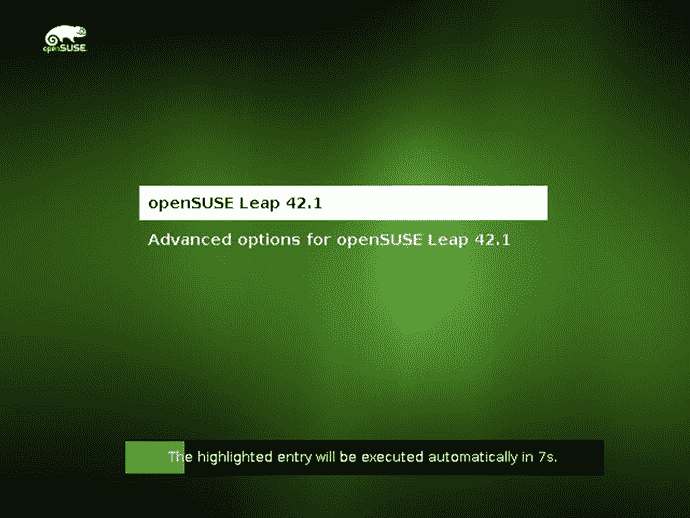 openSUSE
openSUSE Leap 42.1
Advanced options for openSUSE Leap 42.1
The highlighted entry will be executed automatically in 7s.